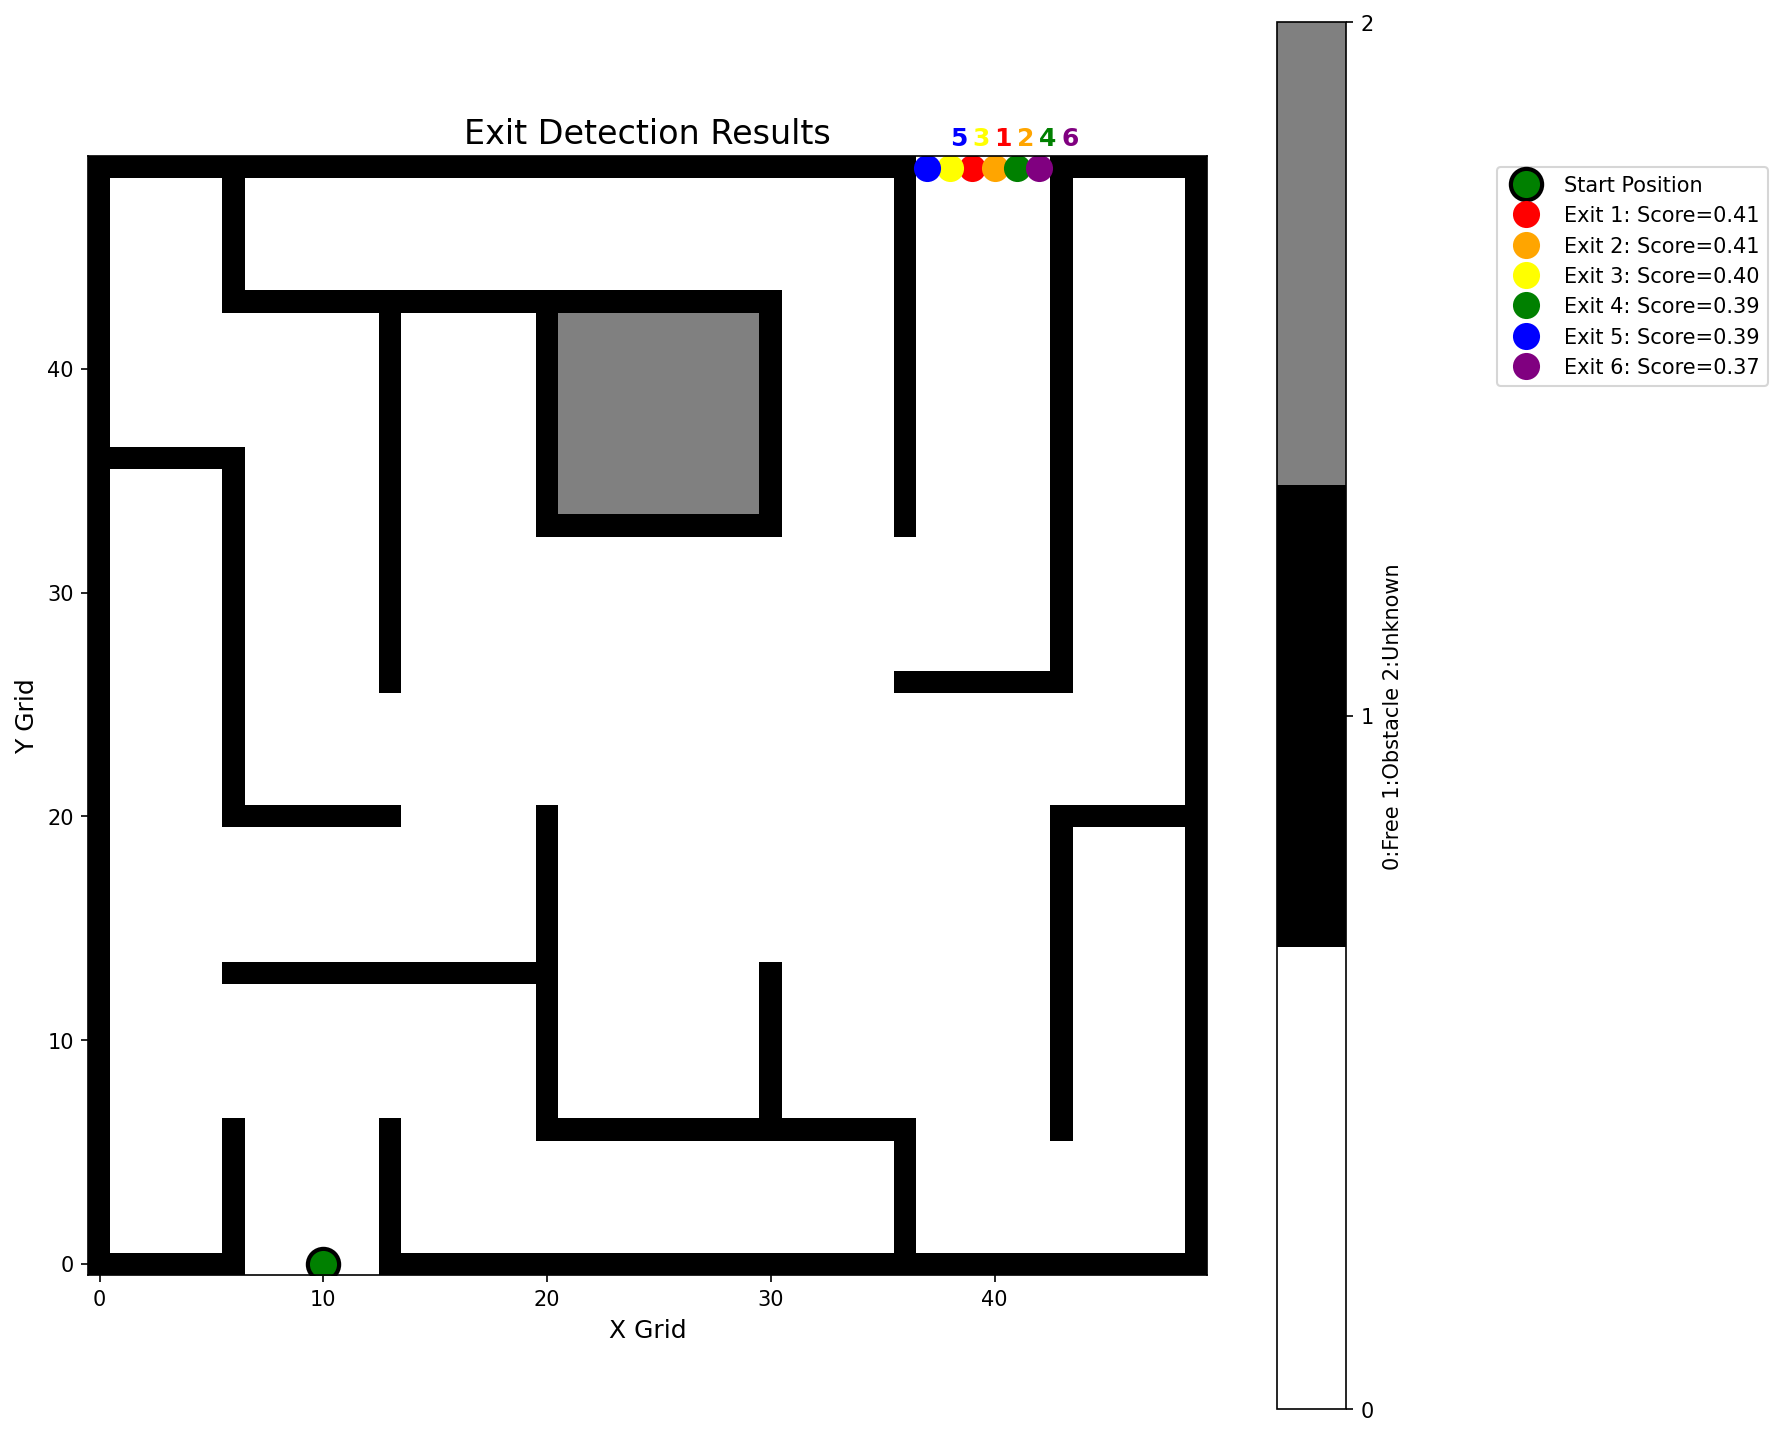 Exit Detection Results
5 3 1 2 4 6
Y Grid
40
30
20
10
0
0 10 20 30 40
X Grid
2
1
0
0:Free 1:Obstacle 2:Unknown
Start Position
Exit 1: Score=0.41
Exit 2: Score=0.41
Exit 3: Score=0.40
Exit 4: Score=0.39
Exit 5: Score=0.39
Exit 6: Score=0.37